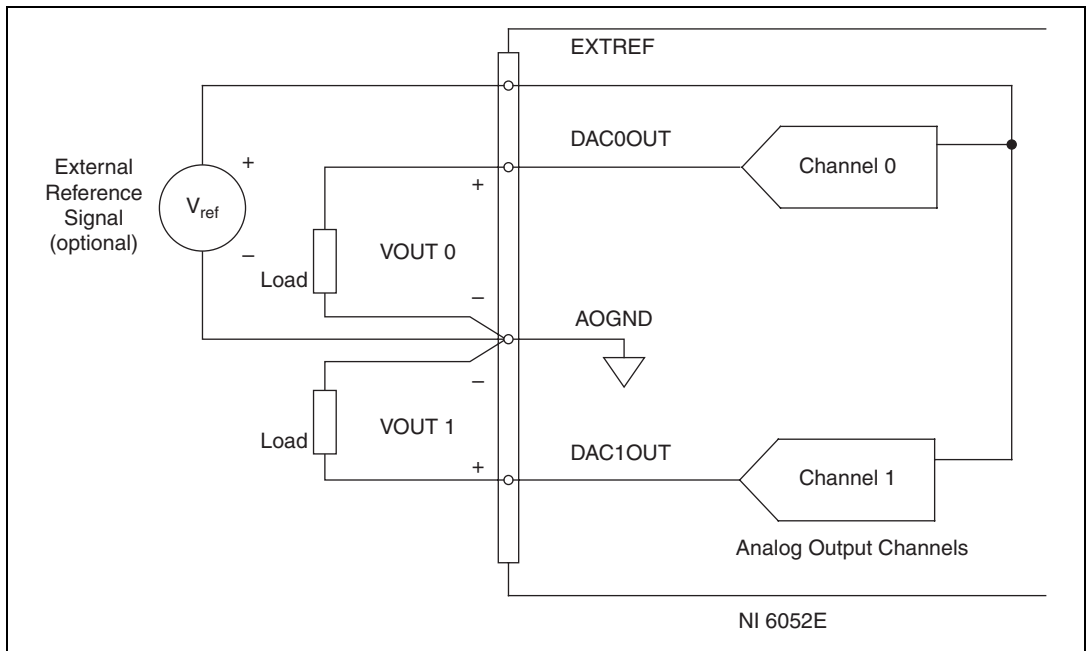 EXTREF
DAC0OUT
Channel 0
External
Reference
Signal
(optional)
+
Vref
–
+
VOUT 0
Load
–
AOGND
–
VOUT 1
Load
+
DAC1OUT
Channel 1
Analog Output Channels
NI 6052E